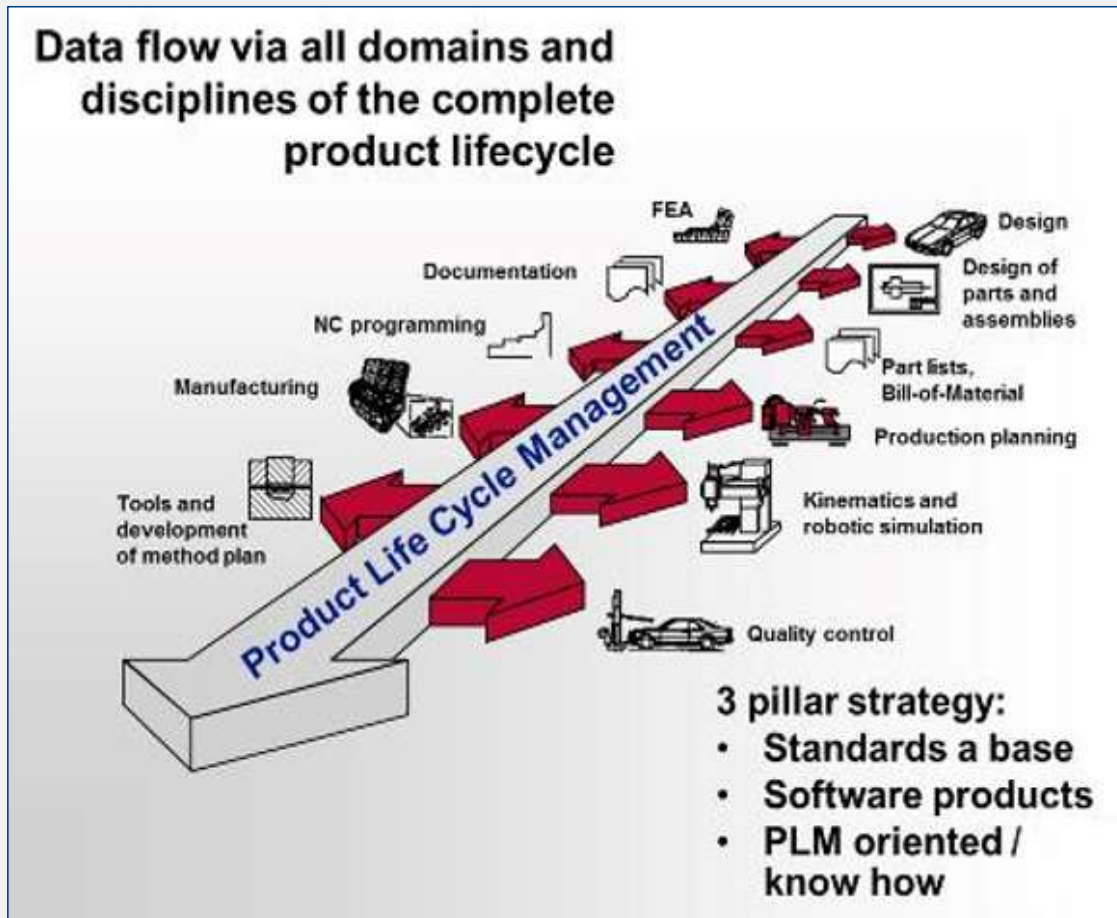 Data flow via all domains and
disciplines of the complete
product lifecycle
FEA
Design
Documentation
Design of
parts and
assemblies
NC programming
Part lists,
Bill-of-Material
Manufacturing
Production planning
Tools and
development
of method plan
Kinematics and
robotic simulation
Product Life Cycle Management
Quality control
3 pillar strategy:
• Standards a base
• Software products
• PLM oriented /
know how